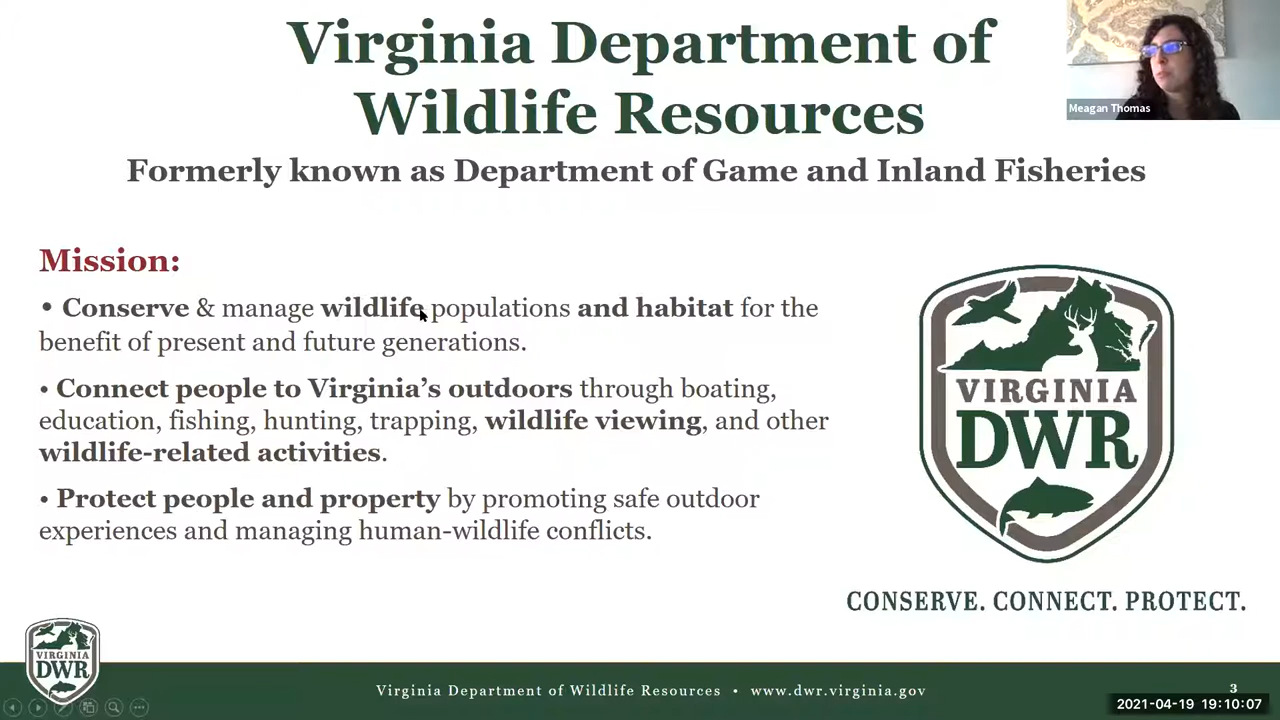 Virginia Department of
Wildlife Resources
Meagan Thomas
Formerly known as Department of Game and Inland Fisheries
Mission:
• Conserve & manage wildlife populations and habitat for the
benefit of present and future generations.
• Connect people to Virginia’s outdoors through boating,
education, fishing, hunting, trapping, wildlife viewing, and other
wildlife-related activities.
• Protect people and property by promoting safe outdoor
experiences and managing human-wildlife conflicts.
VIRGINIA
DWR
CONSERVE. CONNECT. PROTECT.
VIRGINIA
DWR
Virginia Department of Wildlife Resources • www.dwr.virginia.gov
3
2021-04-19 19:10:07